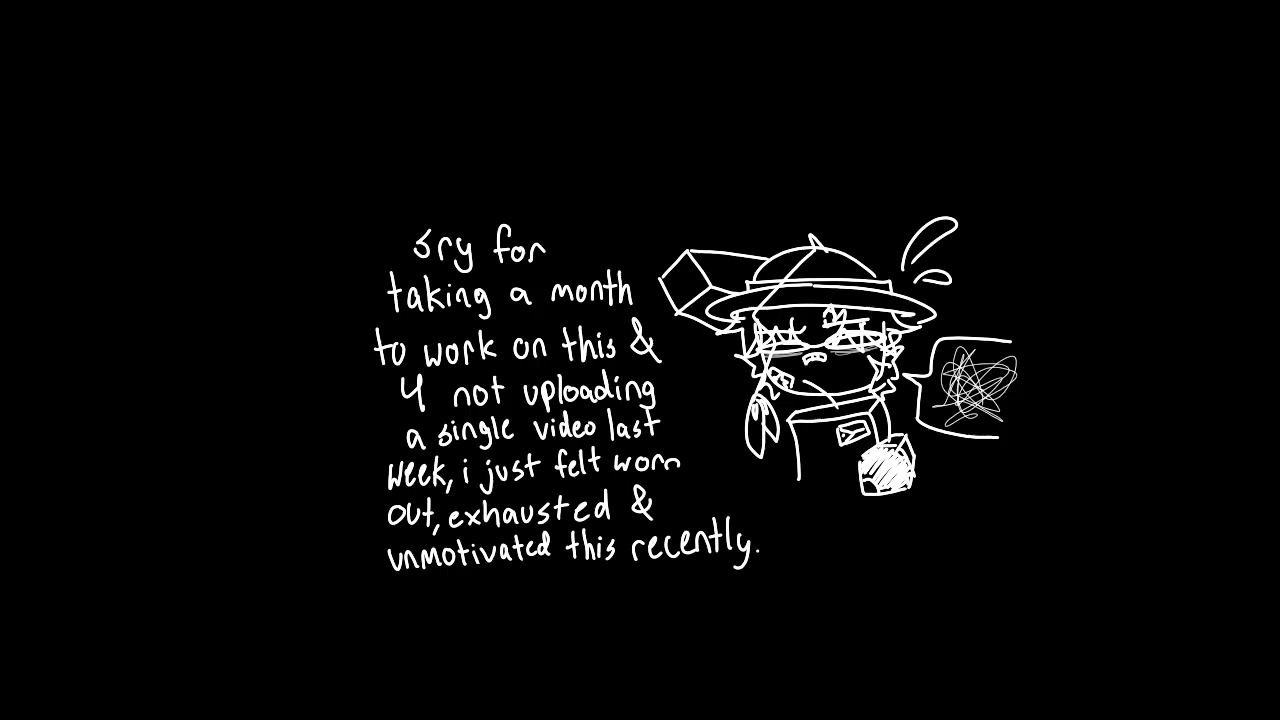 sry for
taking a month
to work on this &
4 not uploading
a single video last
week, i just felt worn
out, exhausted &
unmotivated this recently.